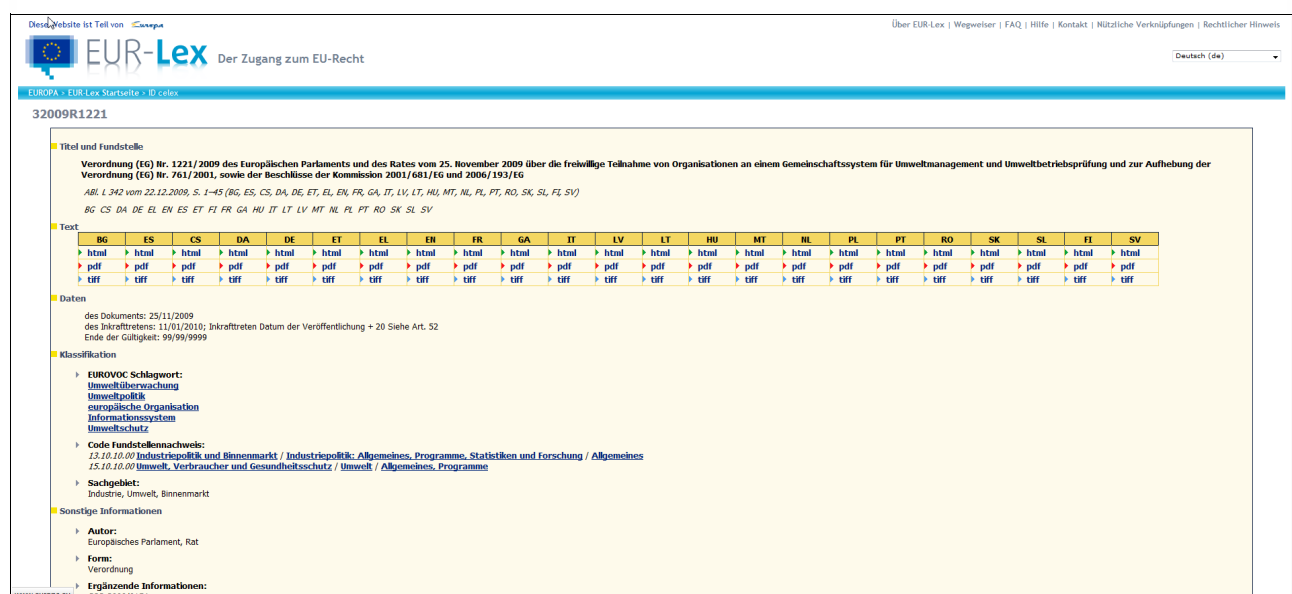 Diese Website ist Teil von Europa
Über EUR-Lex | Wegweiser | FAQ | Hilfe | Kontakt | Nützliche Verknüpfungen | Rechtlicher Hinweis
EUR-Lex Der Zugang zum EU-Recht
Deutsch (de)
EUROPA > EUR-Lex Startseite > ID celex
32009R1221
Titel und Fundstelle
Verordnung (EG) Nr. 1221/2009 des Europäischen Parlaments und des Rates vom 25. November 2009 über die freiwillige Teilnahme von Organisationen an einem Gemeinschaftssystem für Umweltmanagement und Umweltbetriebsprüfung und zur Aufhebung der
Verordnung (EG) Nr. 761/2001, sowie der Beschlüsse der Kommission 2001/681/EG und 2006/193/EG
ABl. L 342 vom 22.12.2009, S. 1–45 (BG, ES, CS, DA, DE, ET, EL, EN, FR, GA, IT, LV, LT, HU, MT, NL, PL, PT, RO, SK, SL, FI, SV)
BG CS DA DE EL EN ES ET FI FR GA HU IT LT LV MT NL PL PT RO SK SL SV
Text
BG ES CS DA DE ET EL EN FR GA IT LV LT HU MT NL PL PT RO SK SL FI SV
html html html html html html html html html html html html html html html html html html html html html html html
pdf pdf pdf pdf pdf pdf pdf pdf pdf pdf pdf pdf pdf pdf pdf pdf pdf pdf pdf pdf pdf pdf pdf
tiff tiff tiff tiff tiff tiff tiff tiff tiff tiff tiff tiff tiff tiff tiff tiff tiff tiff tiff tiff tiff tiff tiff
Daten
des Dokuments: 25/11/2009
des Inkrafttretens: 11/01/2010; Inkrafttreten Datum der Veröffentlichung + 20 Siehe Art. 52
Ende der Gültigkeit: 99/99/9999
Klassifikation
EUROVOC Schlagwort:
Umweltüberwachung
Umweltpolitik
europäische Organisation
Informationssystem
Umweltschutz
Code Fundstellennachweis:
13.10.10.00 Industriepolitik und Binnenmarkt / Industriepolitik: Allgemeines, Programme, Statistiken und Forschung / Allgemeines
15.10.10.00 Umwelt, Verbraucher und Gesundheitsschutz / Umwelt / Allgemeines, Programme
Sachgebiet:
Industrie, Umwelt, Binnenmarkt
Sonstige Informationen
Autor:
Europäisches Parlament, Rat
Form:
Verordnung
Ergänzende Informationen: